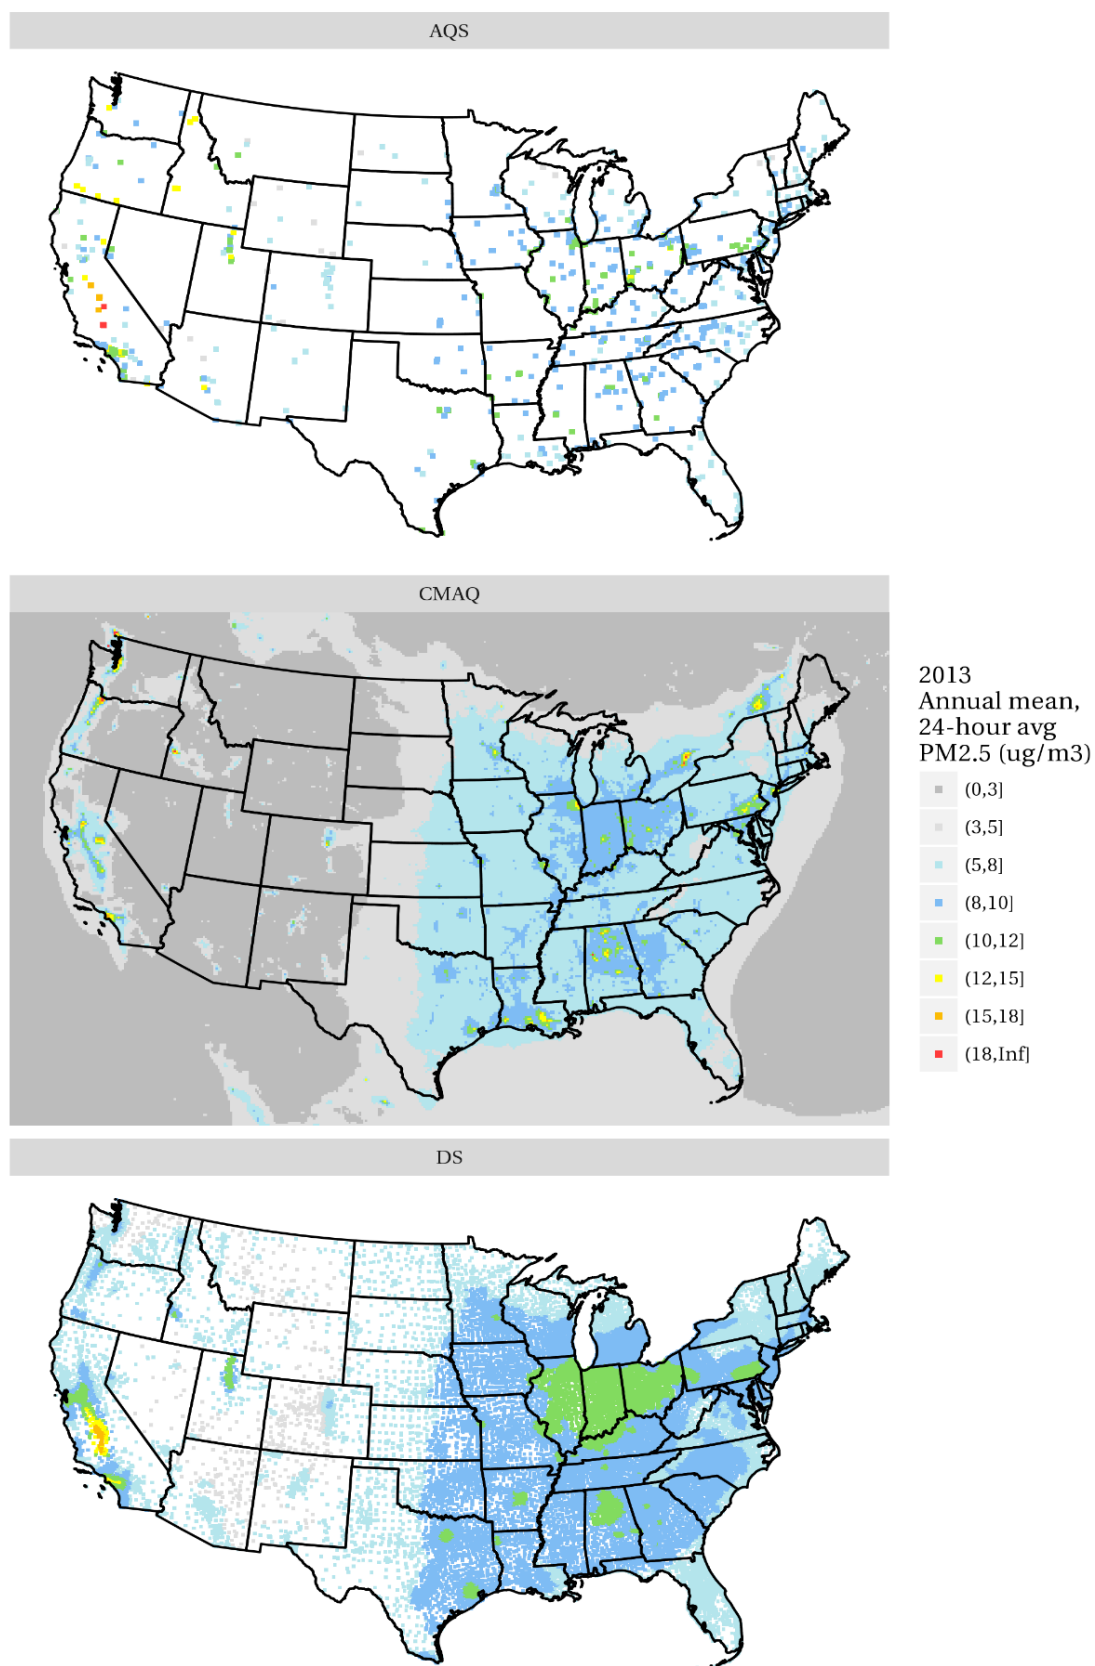 AQS
CMAQ
2013
Annual mean,
24-hour avg
PM2.5 (ug/m3)
(0,3]
(3,5]
(5,8]
(8,10]
(10,12]
(12,15]
(15,18]
(18,Inf]
DS